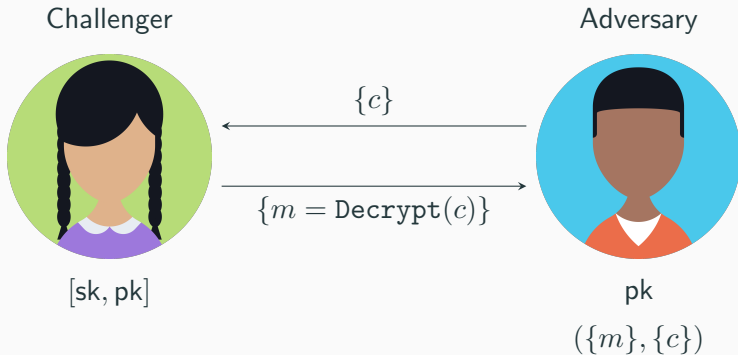 Challenger
Adversary
{c}
{m = Decrypt(c)}
[sk, pk]
pk
({m}, {c})